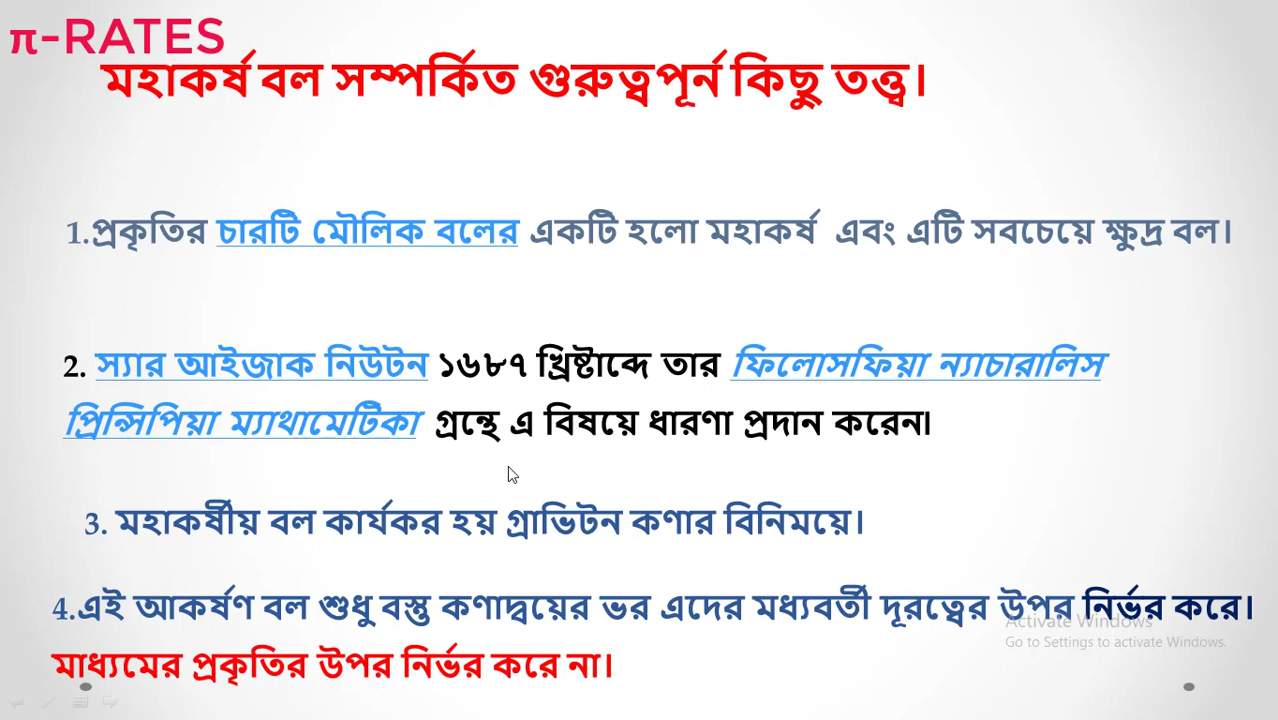 π-RATES
মহাকর্ষ বল সম্পর্কিত গুরুত্বপূর্ন কিছু তত্ত্ব।
1.প্রকৃতির চারটি মৌলিক বলের একটি হলো মহাকর্ষ এবং এটি সবচেয়ে ক্ষুদ্র বল।
2. স্যার আইজাক নিউটন ১৬৮৭ খ্রিষ্টাব্দে তার ফিলোসফিয়া ন্যাচারালিস
প্রিন্সিপিয়া ম্যাথামেটিকা গ্রন্থে এ বিষয়ে ধারণা প্রদান করেন।
3. মহাকর্ষীয় বল কার্যকর হয় গ্রাভিটন কণার বিনিময়ে।
4.এই আকর্ষণ বল শুধু বস্তু কণাদ্বয়ের ভর এদের মধ্যবর্তী দূরত্বের উপর নির্ভর করে।
মাধ্যমের প্রকৃতির উপর নির্ভর করে না।
Activate Windows
Go to Settings to activate Windows.